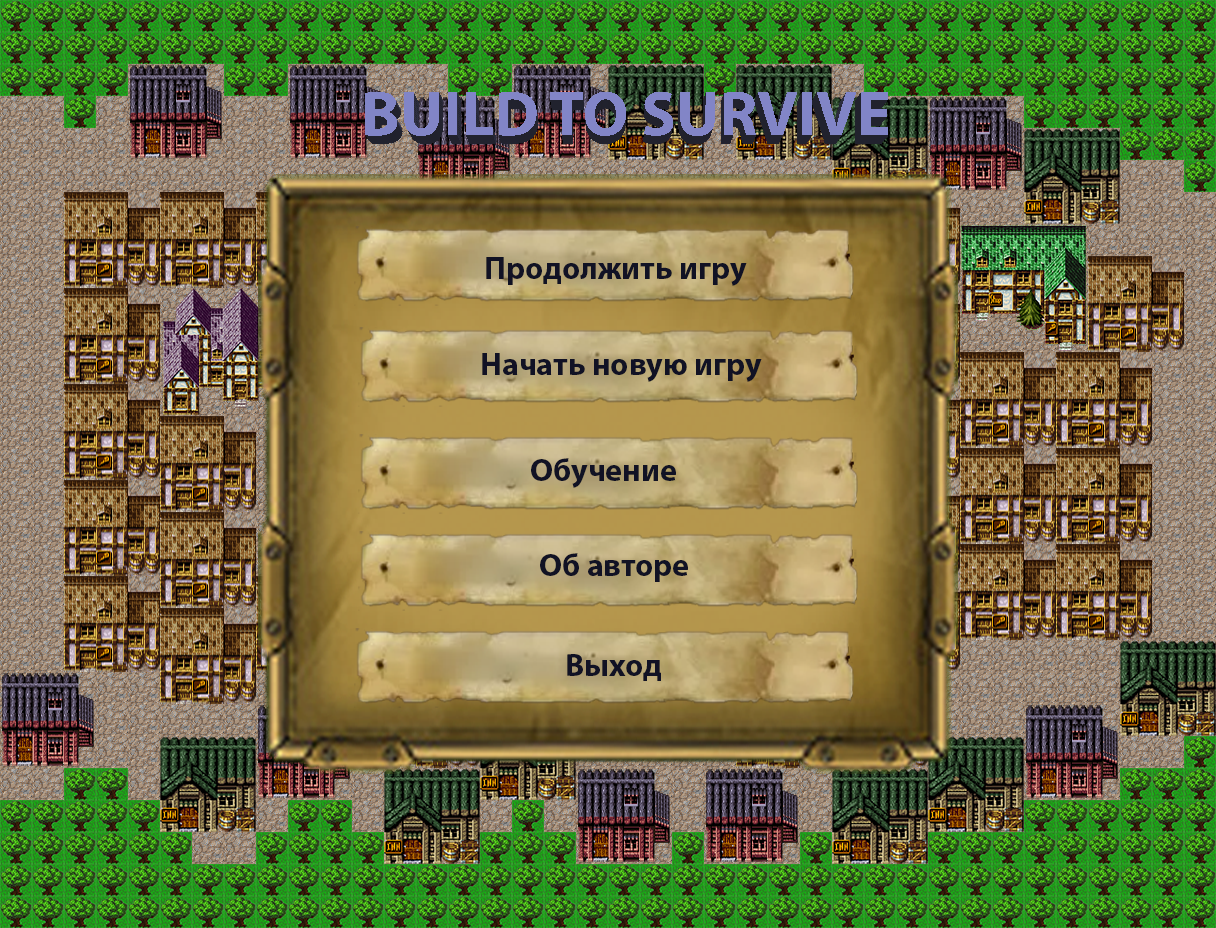 BUILD TO SURVIVE
Продолжить игру
Начать новую игру
Обучение
Об авторе
Выход